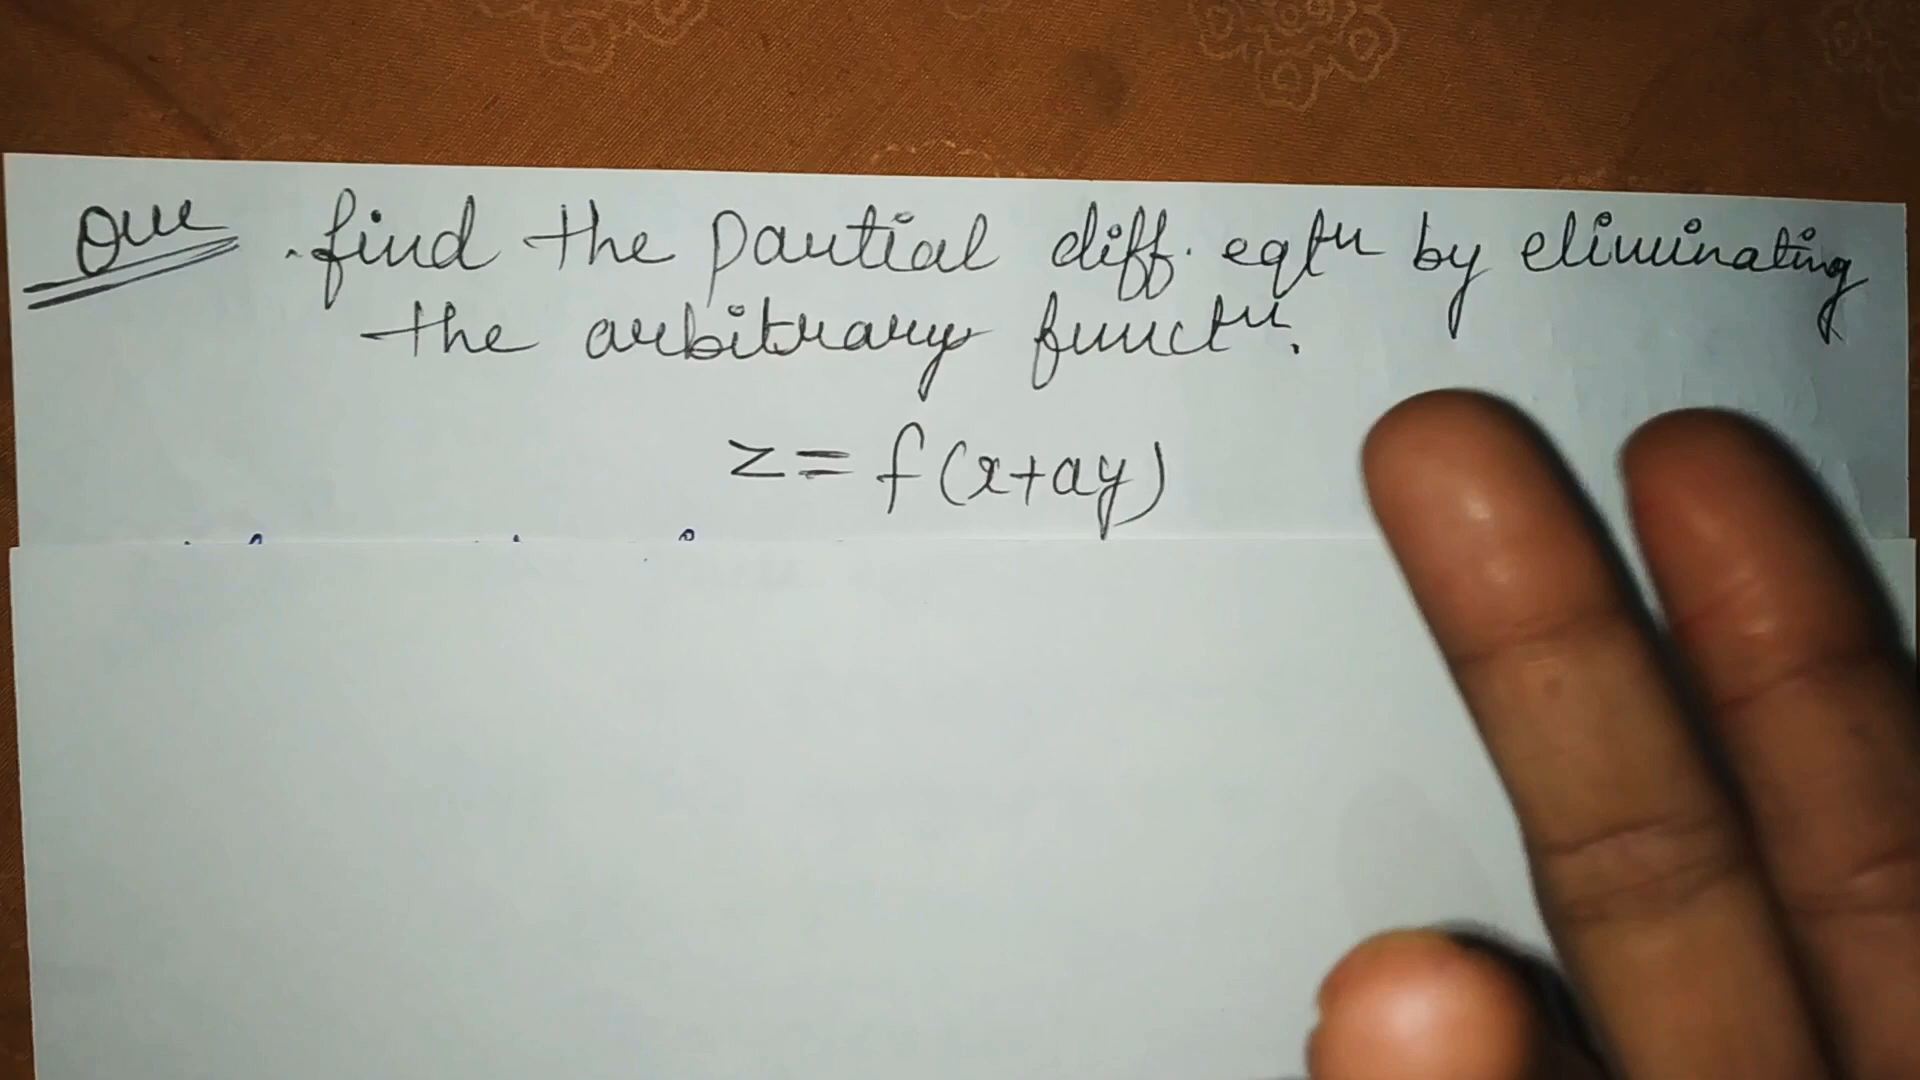 Que find the partial diff. eqtn by eliminating
the arbitrary functn.
z = f(x+ay)